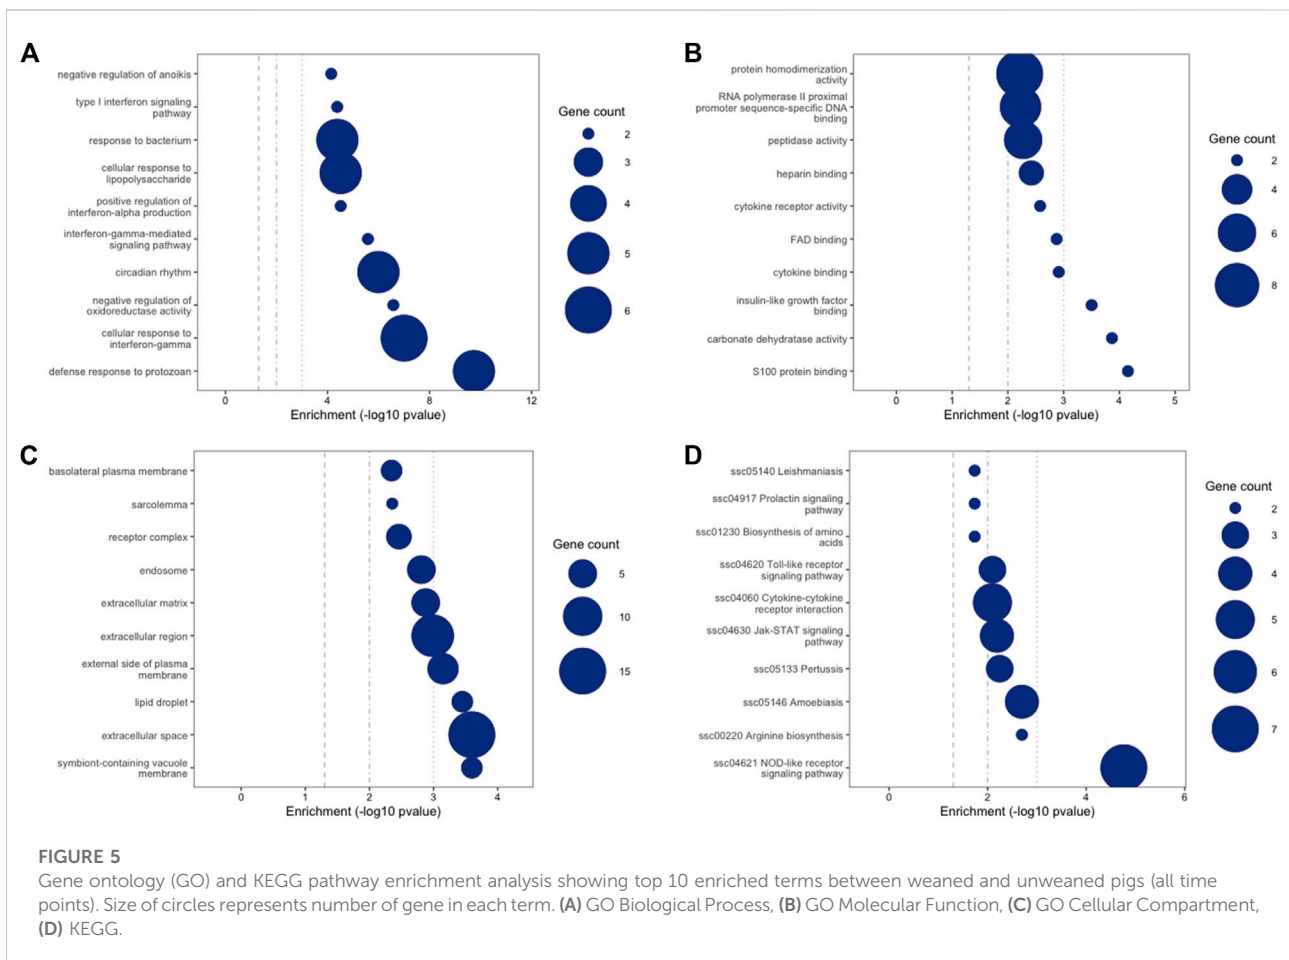 A
negative regulation of anoikis
type I interferon signaling
pathway
response to bacterium
cellular response to
lipopolysaccharide
positive regulation of
interferon-alpha production
interferon-gamma-mediated
signaling pathway
circadian rhythm
negative regulation of
oxidoreductase activity
cellular response to
interferon-gamma
defense response to protozoan
0 4 8 12
Enrichment (-log10 pvalue)
Gene count
2
3
4
5
6
B
protein homodimerization
activity
RNA polymerase II proximal
promoter sequence-specific DNA
binding
peptidase activity
heparin binding
cytokine receptor activity
FAD binding
cytokine binding
insulin-like growth factor
binding
carbonate dehydratase activity
S100 protein binding
0 1 2 3 4 5
Enrichment (-log10 pvalue)
Gene count
2
4
6
8
C
basolateral plasma membrane
sarcolemma
receptor complex
endosome
extracellular matrix
extracellular region
external side of plasma
membrane
lipid droplet
extracellular space
symbiont-containing vacuole
membrane
0 1 2 3 4
Enrichment (-log10 pvalue)
Gene count
5
10
15
D
ssc05140 Leishmaniasis
ssc04917 Prolactin signaling
pathway
ssc01230 Biosynthesis of amino
acids
ssc04620 Toll-like receptor
signaling pathway
ssc04060 Cytokine-cytokine
receptor interaction
ssc04630 Jak-STAT signaling
pathway
ssc05133 Pertussis
ssc05146 Amoebiasis
ssc00220 Arginine biosynthesis
ssc04621 NOD-like receptor
signaling pathway
0 2 4 6
Enrichment (-log10 pvalue)
Gene count
2
3
4
5
6
7
FIGURE 5
Gene ontology (GO) and KEGG pathway enrichment analysis showing top 10 enriched terms between weaned and unweaned pigs (all time
points). Size of circles represents number of gene in each term. (A) GO Biological Process, (B) GO Molecular Function, (C) GO Cellular Compartment,
(D) KEGG.